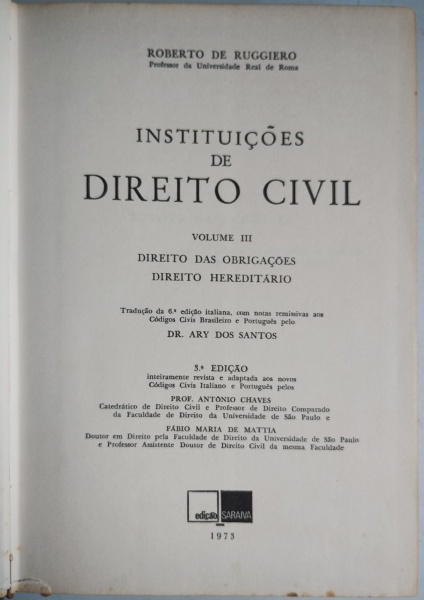 ROBERTO DE RUGGIERO
Professor da Universidade Real de Roma
INSTITUIÇÕES
DE
DIREITO CIVIL
VOLUME III
DIREITO DAS OBRIGAÇÕES
DIREITO HEREDITÁRIO
Tradução da 6.ª edição italiana, com notas remissivas aos
Códigos Civis Brasileiro e Português pelo
DR. ARY DOS SANTOS
3.ª EDIÇÃO
inteiramente revista e adaptada aos novos
Códigos Civis Italiano e Português pelos
PROF. ANTÔNIO CHAVES
Catedrático de Direito Civil e Professor de Direito Comparado
da Faculdade de Direito da Universidade de São Paulo e
FÁBIO MARIA DE MATTIA
Doutor em Direito pela Faculdade de Direito da Universidade de São Paulo
e Professor Assistente Doutor de Direito Civil da mesma Faculdade
edição SARAIVA
1973